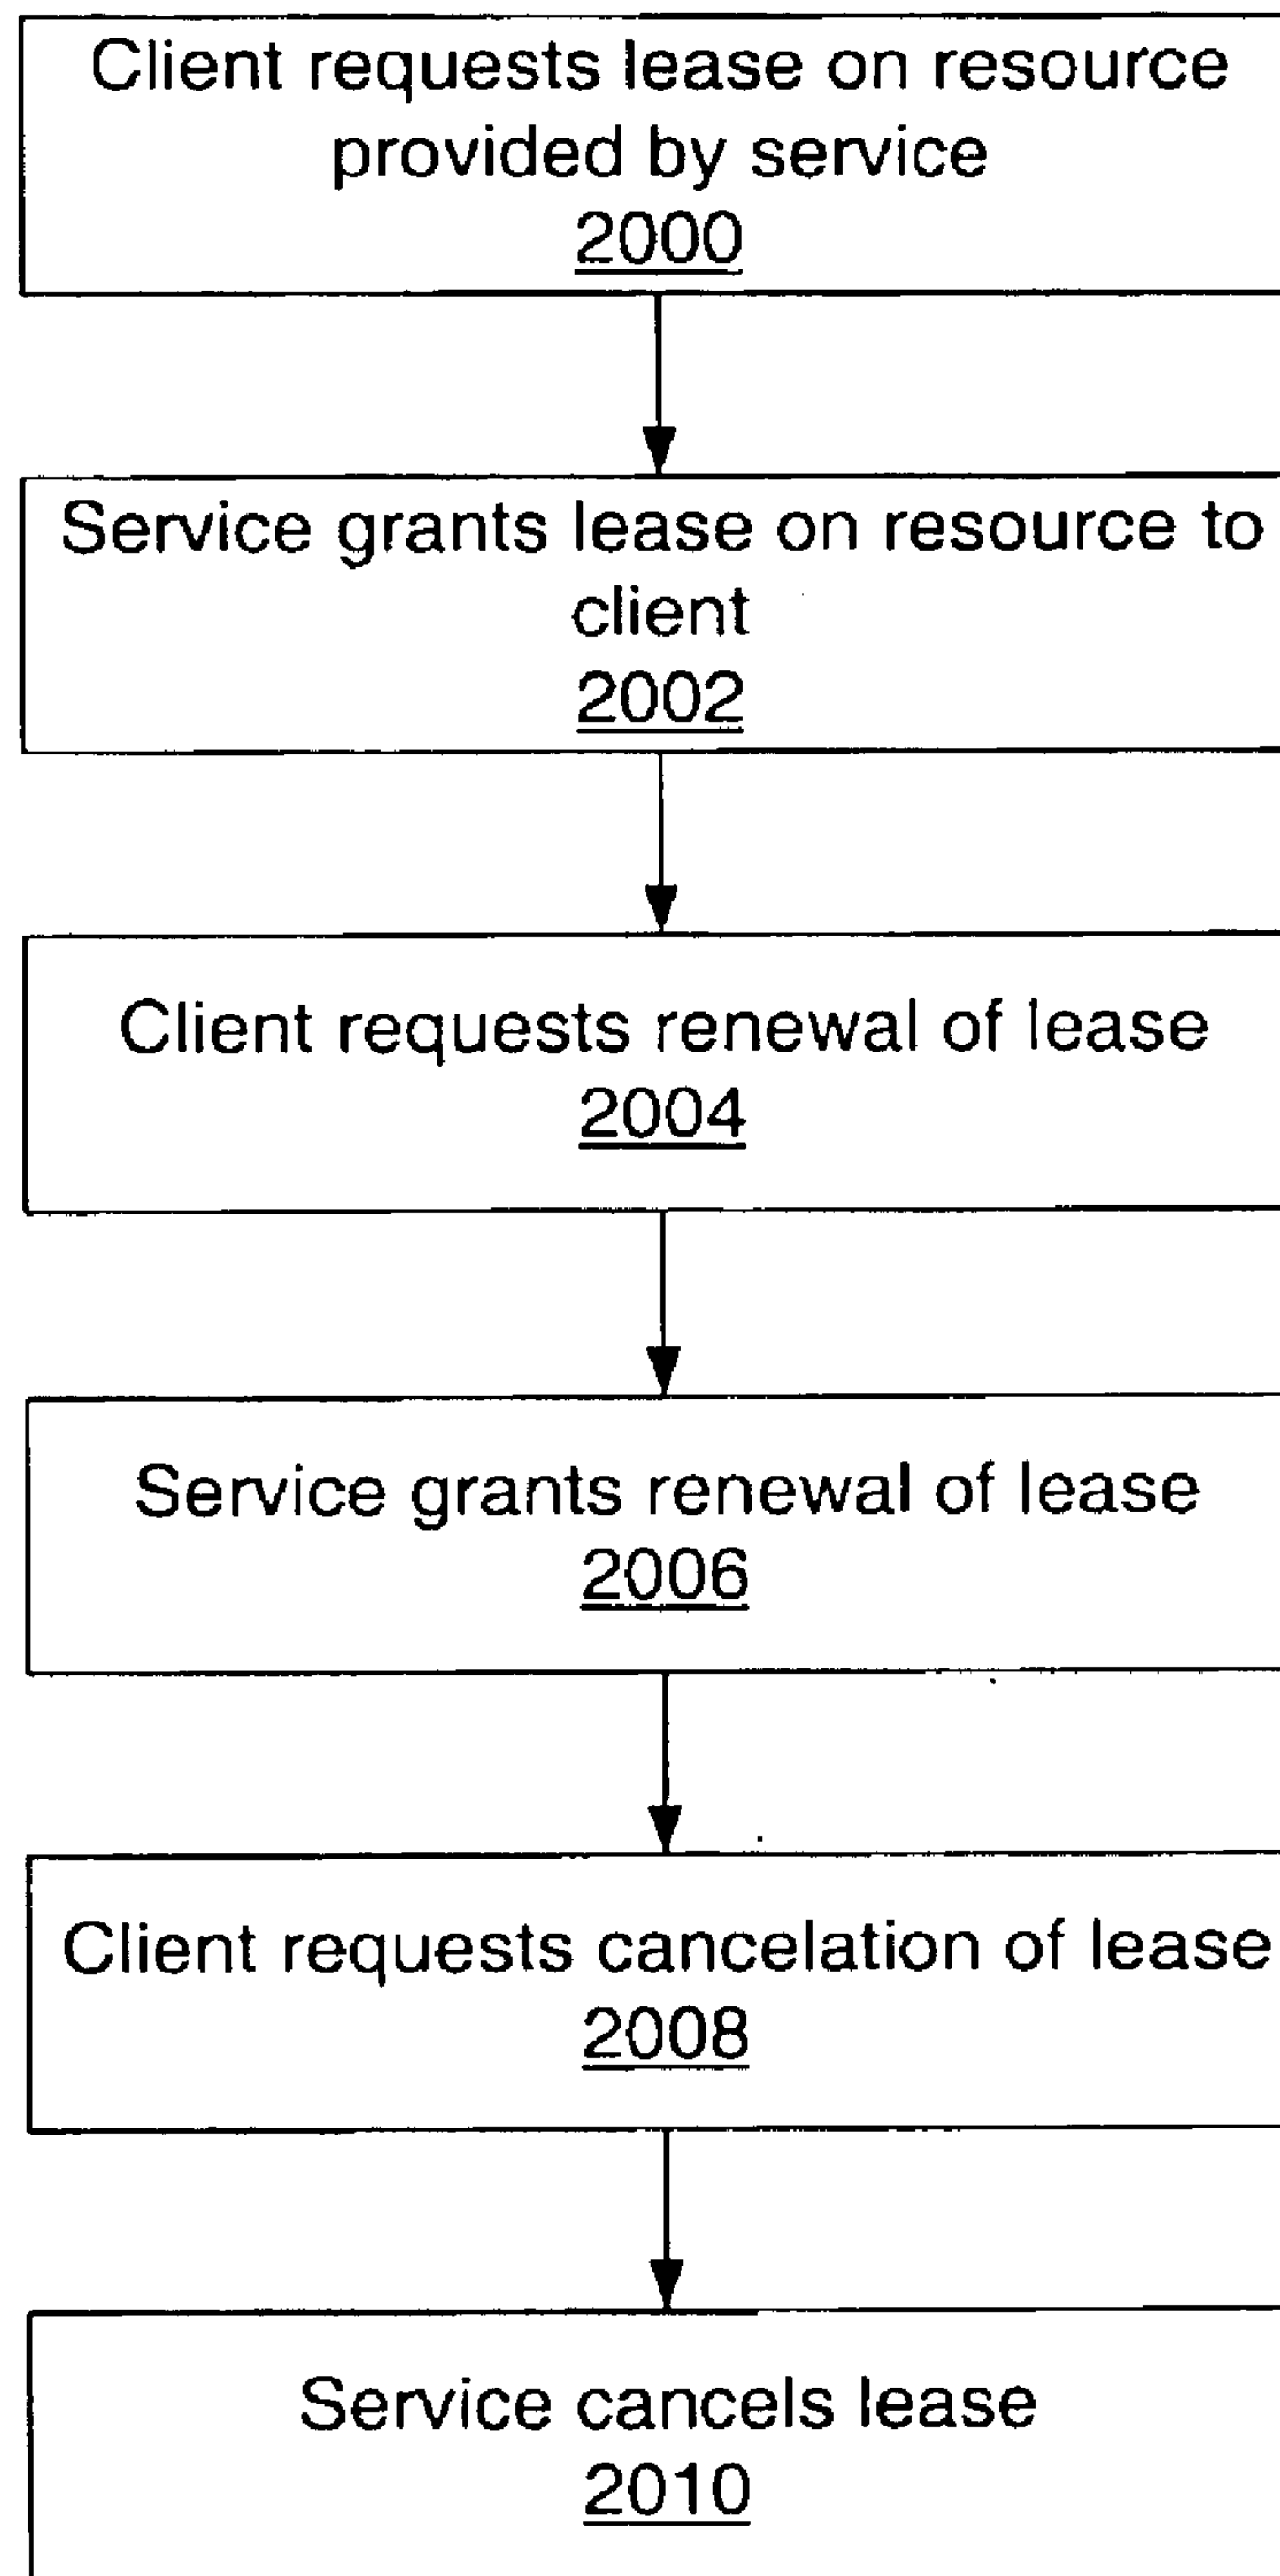 Client requests lease on resource
provided by service
2000
Service grants lease on resource to
client
2002
Client requests renewal of lease
2004
Service grants renewal of lease
2006
Client requests cancelation of lease
2008
Service cancels lease
2010